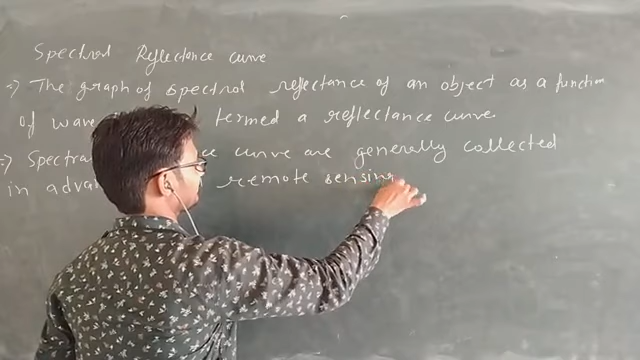 Spectral Reflectance curve
=> The graph of spectral reflectance of an object as a function
of wave termed a reflectance curve.
=> Spectra ce curve are generally collected
in adva remote sensing